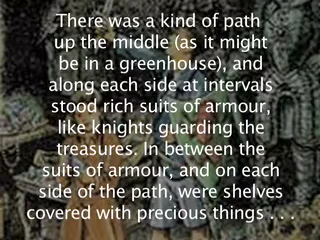 There was a kind of path
up the middle (as it might
be in a greenhouse), and
along each side at intervals
stood rich suits of armour,
like knights guarding the
treasures. In between the
suits of armour, and on each
side of the path, were shelves
covered with precious things . . .